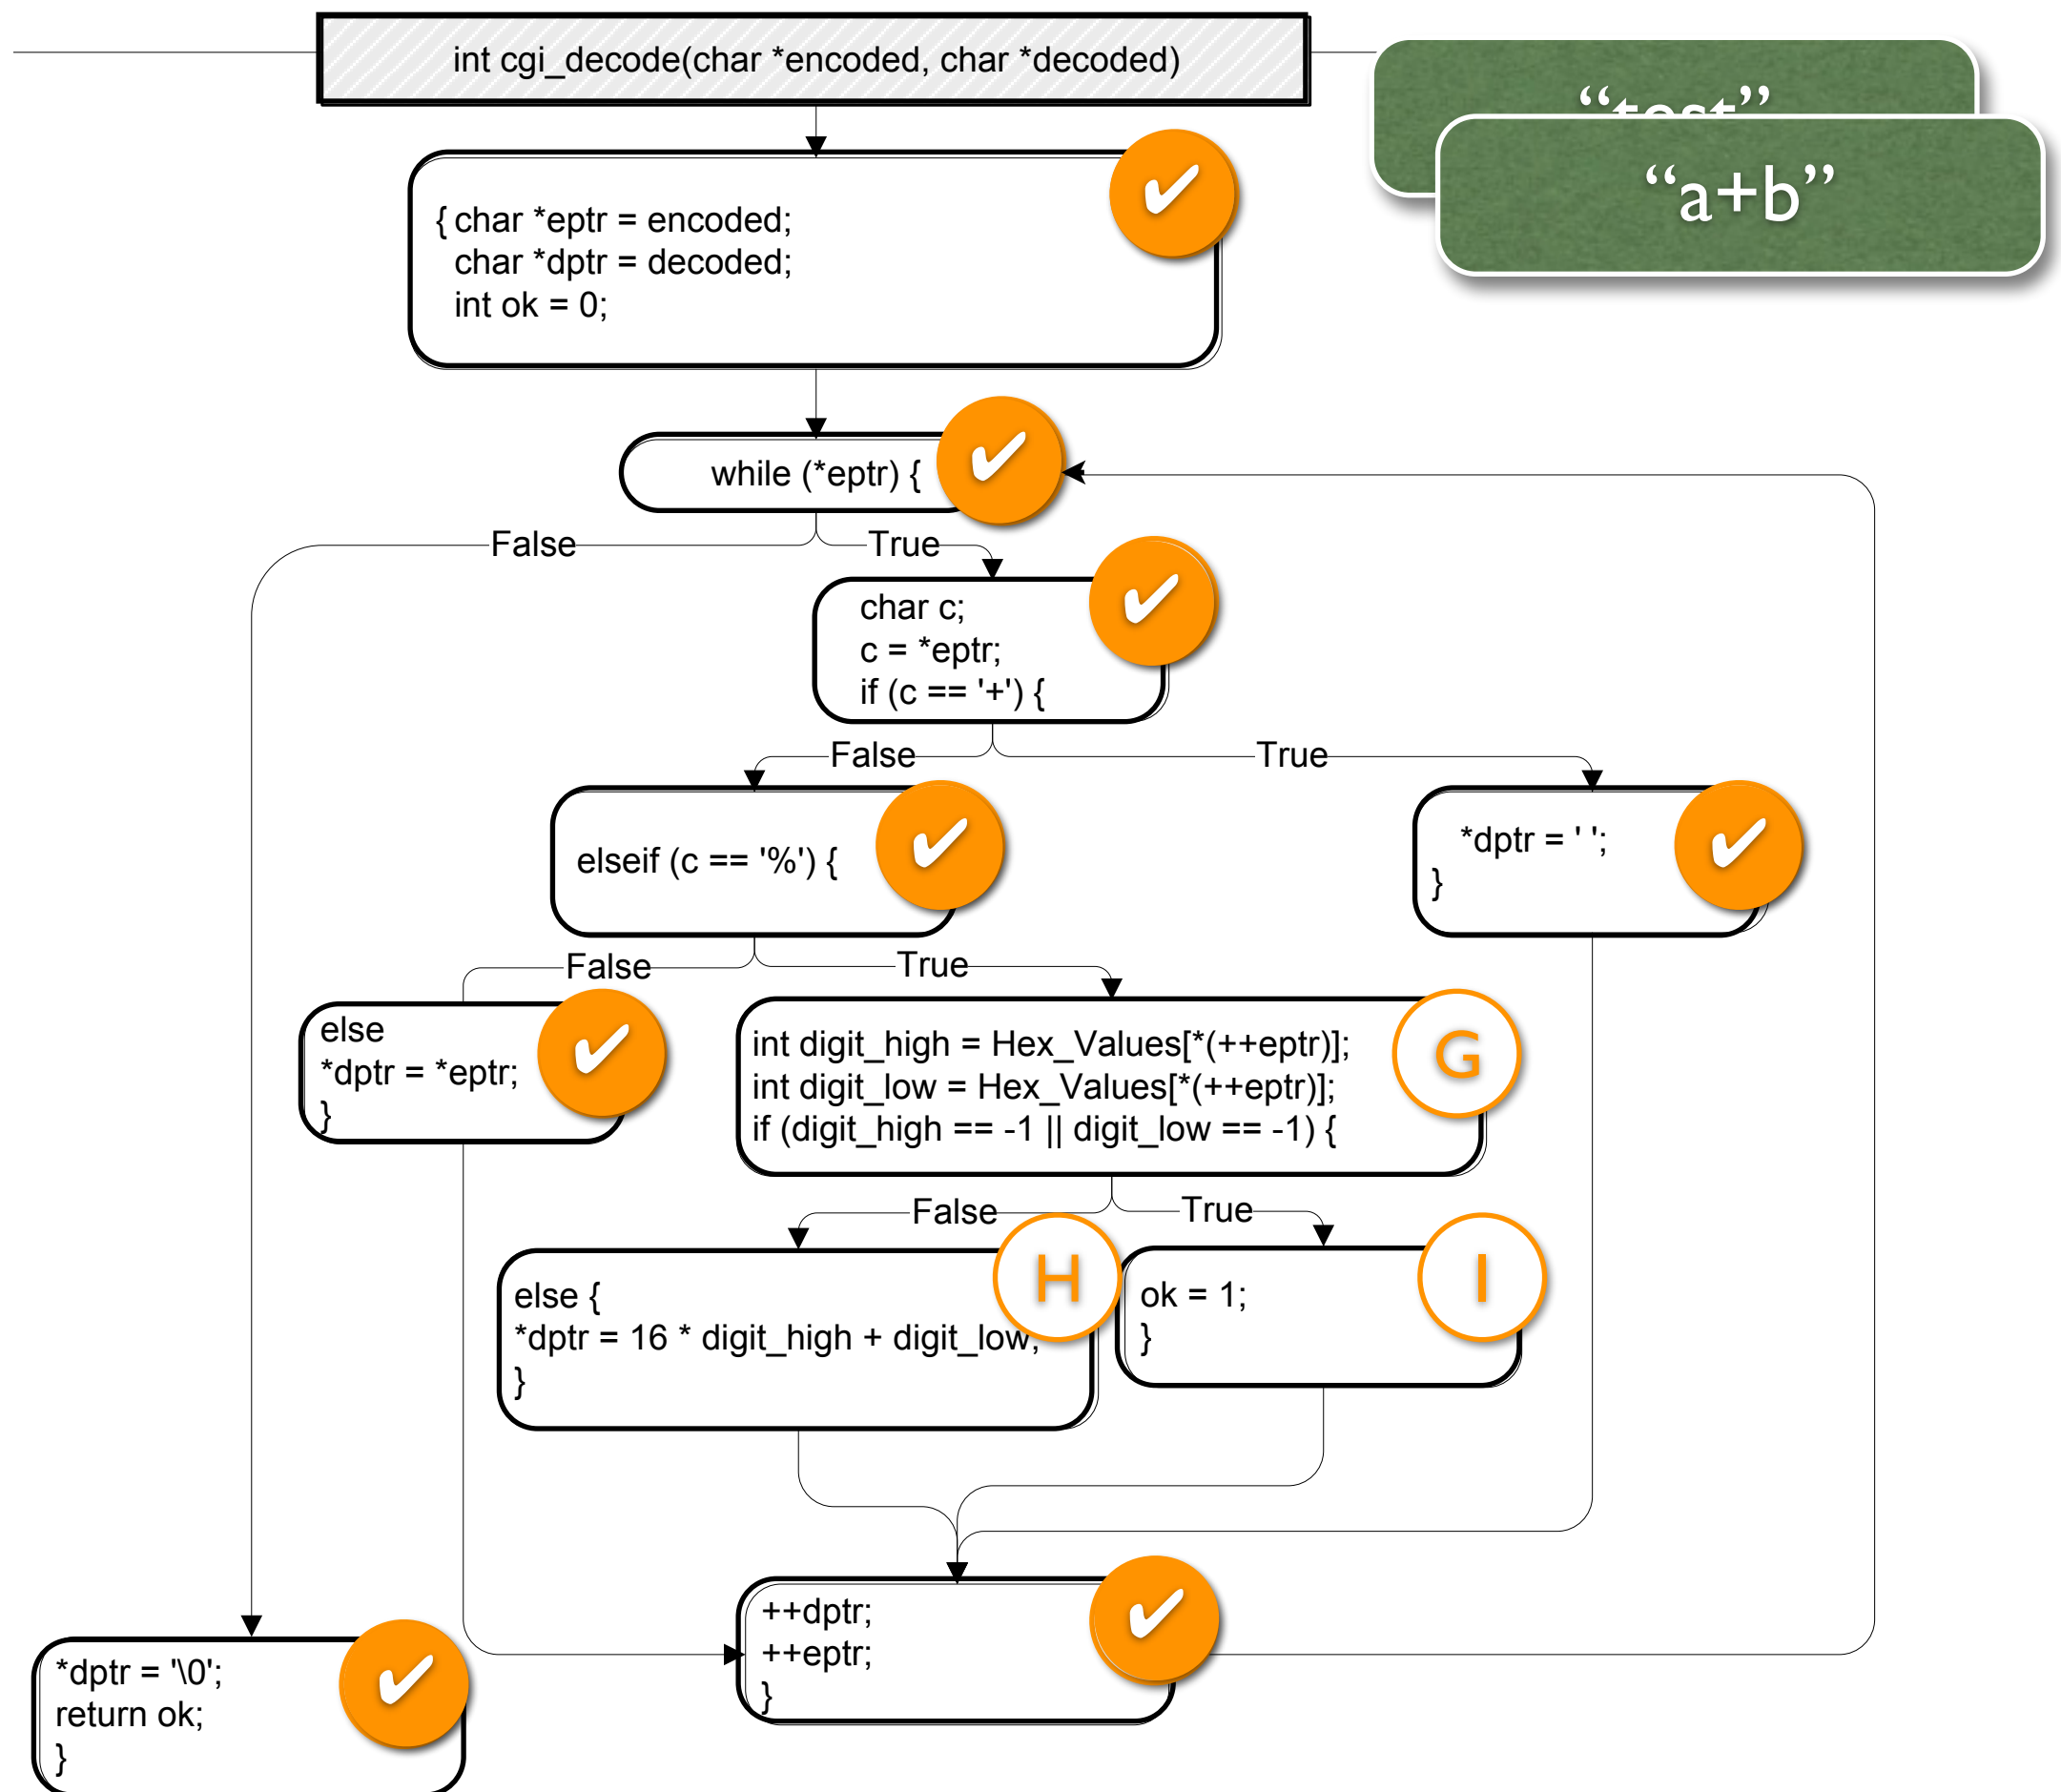 int cgi_decode(char *encoded, char *decoded)
“test”
“a+b”
{ char *eptr = encoded;
char *dptr = decoded;
int ok = 0;
✔
while (*eptr) {
✔
False
True
char c;
c = *eptr;
if (c == '+') {
✔
False
True
elseif (c == '%') {
✔
*dptr = ' ';
}
✔
False
True
else
*dptr = *eptr;
}
✔
int digit_high = Hex_Values[*(++eptr)];
int digit_low = Hex_Values[*(++eptr)];
if (digit_high == -1 || digit_low == -1) {
G
False
True
else {
*dptr = 16 * digit_high + digit_low;
}
H
ok = 1;
}
I
++dptr;
++eptr;
}
✔
*dptr = '\0';
return ok;
}
✔